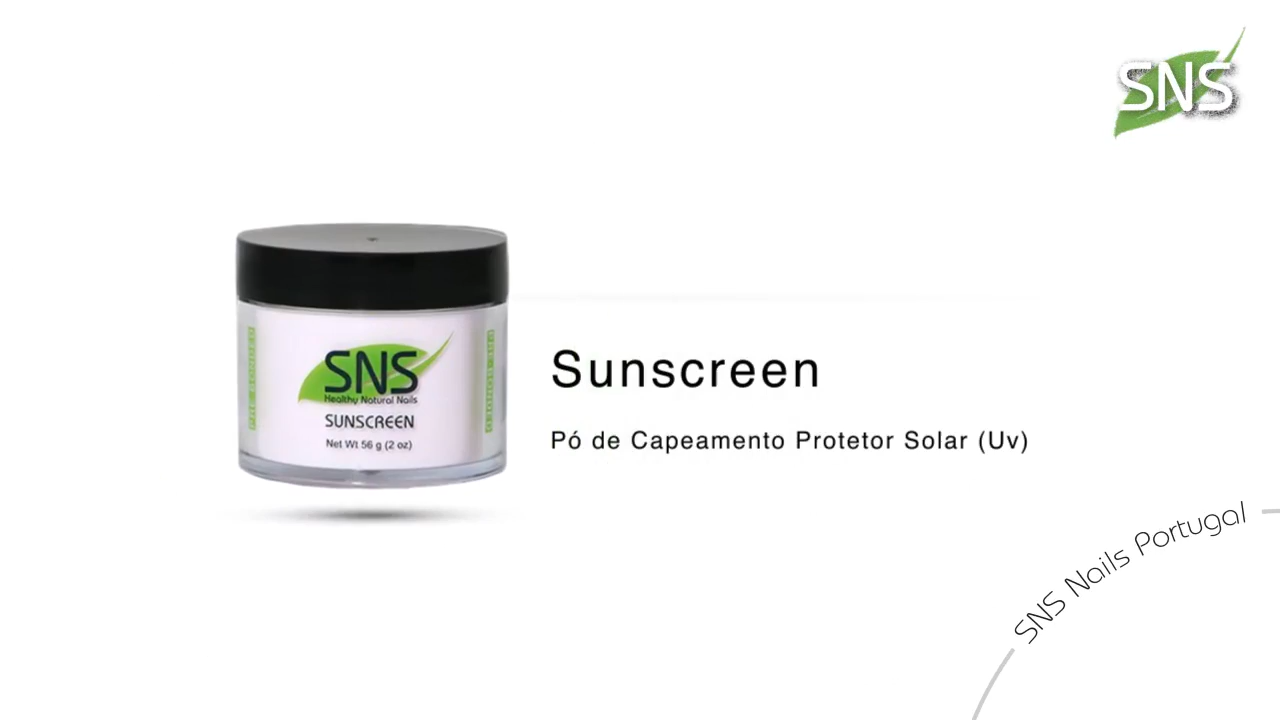 SNS
SNS
Healthy Natural Nails
SUNSCREEN
Net Wt 56 g (2 oz)
Sunscreen
Pó de Capeamento Protetor Solar (Uv)
SNS Nails Portugal